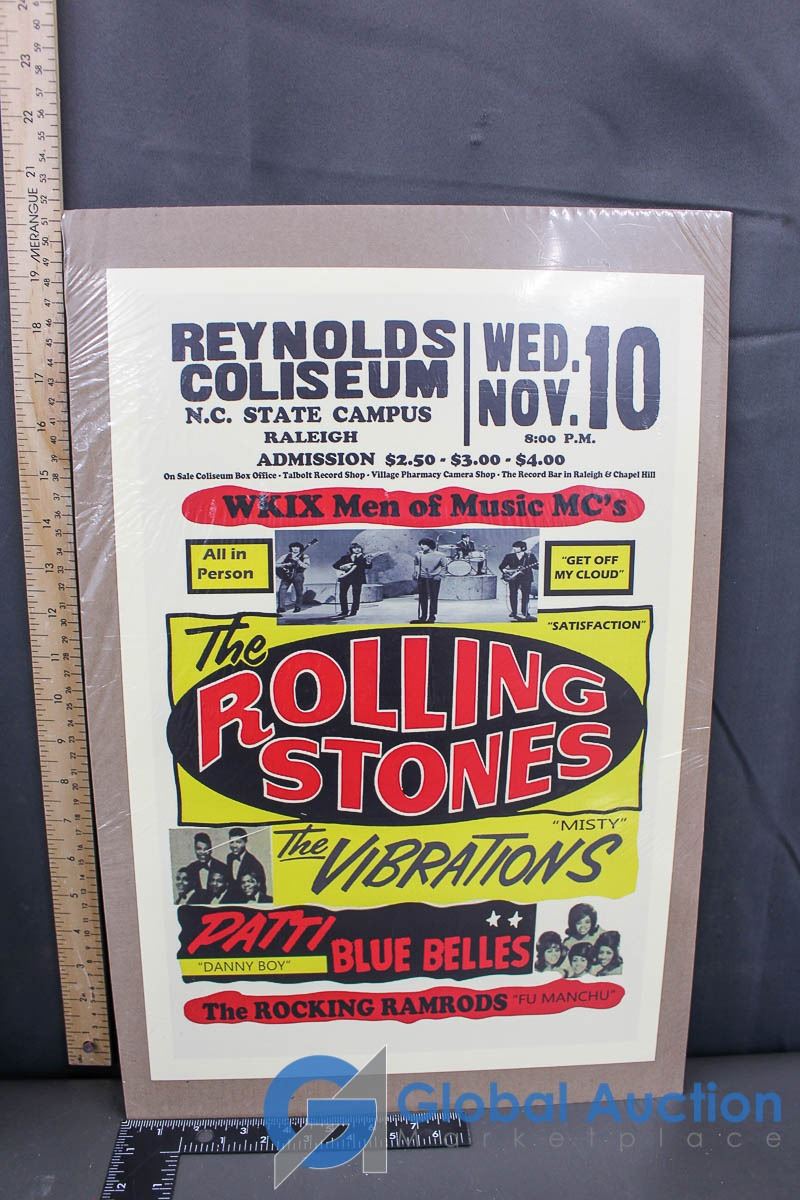 REYNOLDS
COLISEUM
N.C. STATE CAMPUS
RALEIGH
WED.
NOV. 10
8:00 P.M.
ADMISSION $2.50 - $3.00 - $4.00
On Sale Coliseum Box Office • Talbolt Record Shop • Village Pharmacy Camera Shop • The Record Bar in Raleigh & Chapel Hill
WKIX Men of Music MC's
All in
Person
"GET OFF
MY CLOUD"
"SATISFACTION"
The
ROLLING
STONES
"MISTY"
The VIBRATIONS
PATTI
"DANNY BOY"
BLUE BELLES
The ROCKING RAMRODS "FU MANCHU"
MERANGUE
Global Auction
Marketplace